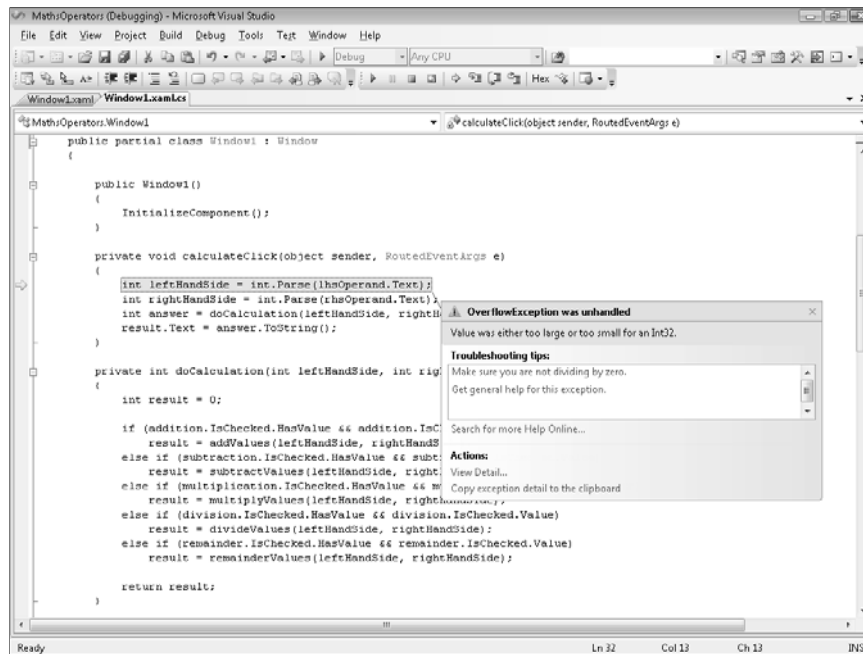 MathsOperators (Debugging) - Microsoft Visual Studio
File Edit View Project Build Debug Tools Test Window Help
Debug Any CPU
Hex
Window1.xaml Window1.xaml.cs
MathsOperators.Window1 calculateClick(object sender, RoutedEventArgs e)
public partial class Window1 : Window
{
public Window1()
{
InitializeComponent();
}
private void calculateClick(object sender, RoutedEventArgs e)
{
int leftHandSide = int.Parse(lhsOperand.Text);
int rightHandSide = int.Parse(rhsOperand.Text);
int answer = doCalculation(leftHandSide, rightH
result.Text = answer.ToString();
}
private int doCalculation(int leftHandSide, int rig
{
int result = 0;
if (addition.IsChecked.HasValue && addition.IsC
result = addValues(leftHandSide, rightHandS
else if (subtraction.IsChecked.HasValue && subt
result = subtractValues(leftHandSide, right
else if (multiplication.IsChecked.HasValue && m
result = multiplyValues(leftHandSide, rightHandSide);
else if (division.IsChecked.HasValue && division.IsChecked.Value)
result = divideValues(leftHandSide, rightHandSide);
else if (remainder.IsChecked.HasValue && remainder.IsChecked.Value)
result = remainderValues(leftHandSide, rightHandSide);
return result;
}
OverflowException was unhandled
Value was either too large or too small for an Int32.
Troubleshooting tips:
Make sure you are not dividing by zero.
Get general help for this exception.
Search for more Help Online...
Actions:
View Detail...
Copy exception detail to the clipboard
Ready Ln 32 Col 13 Ch 13 INS